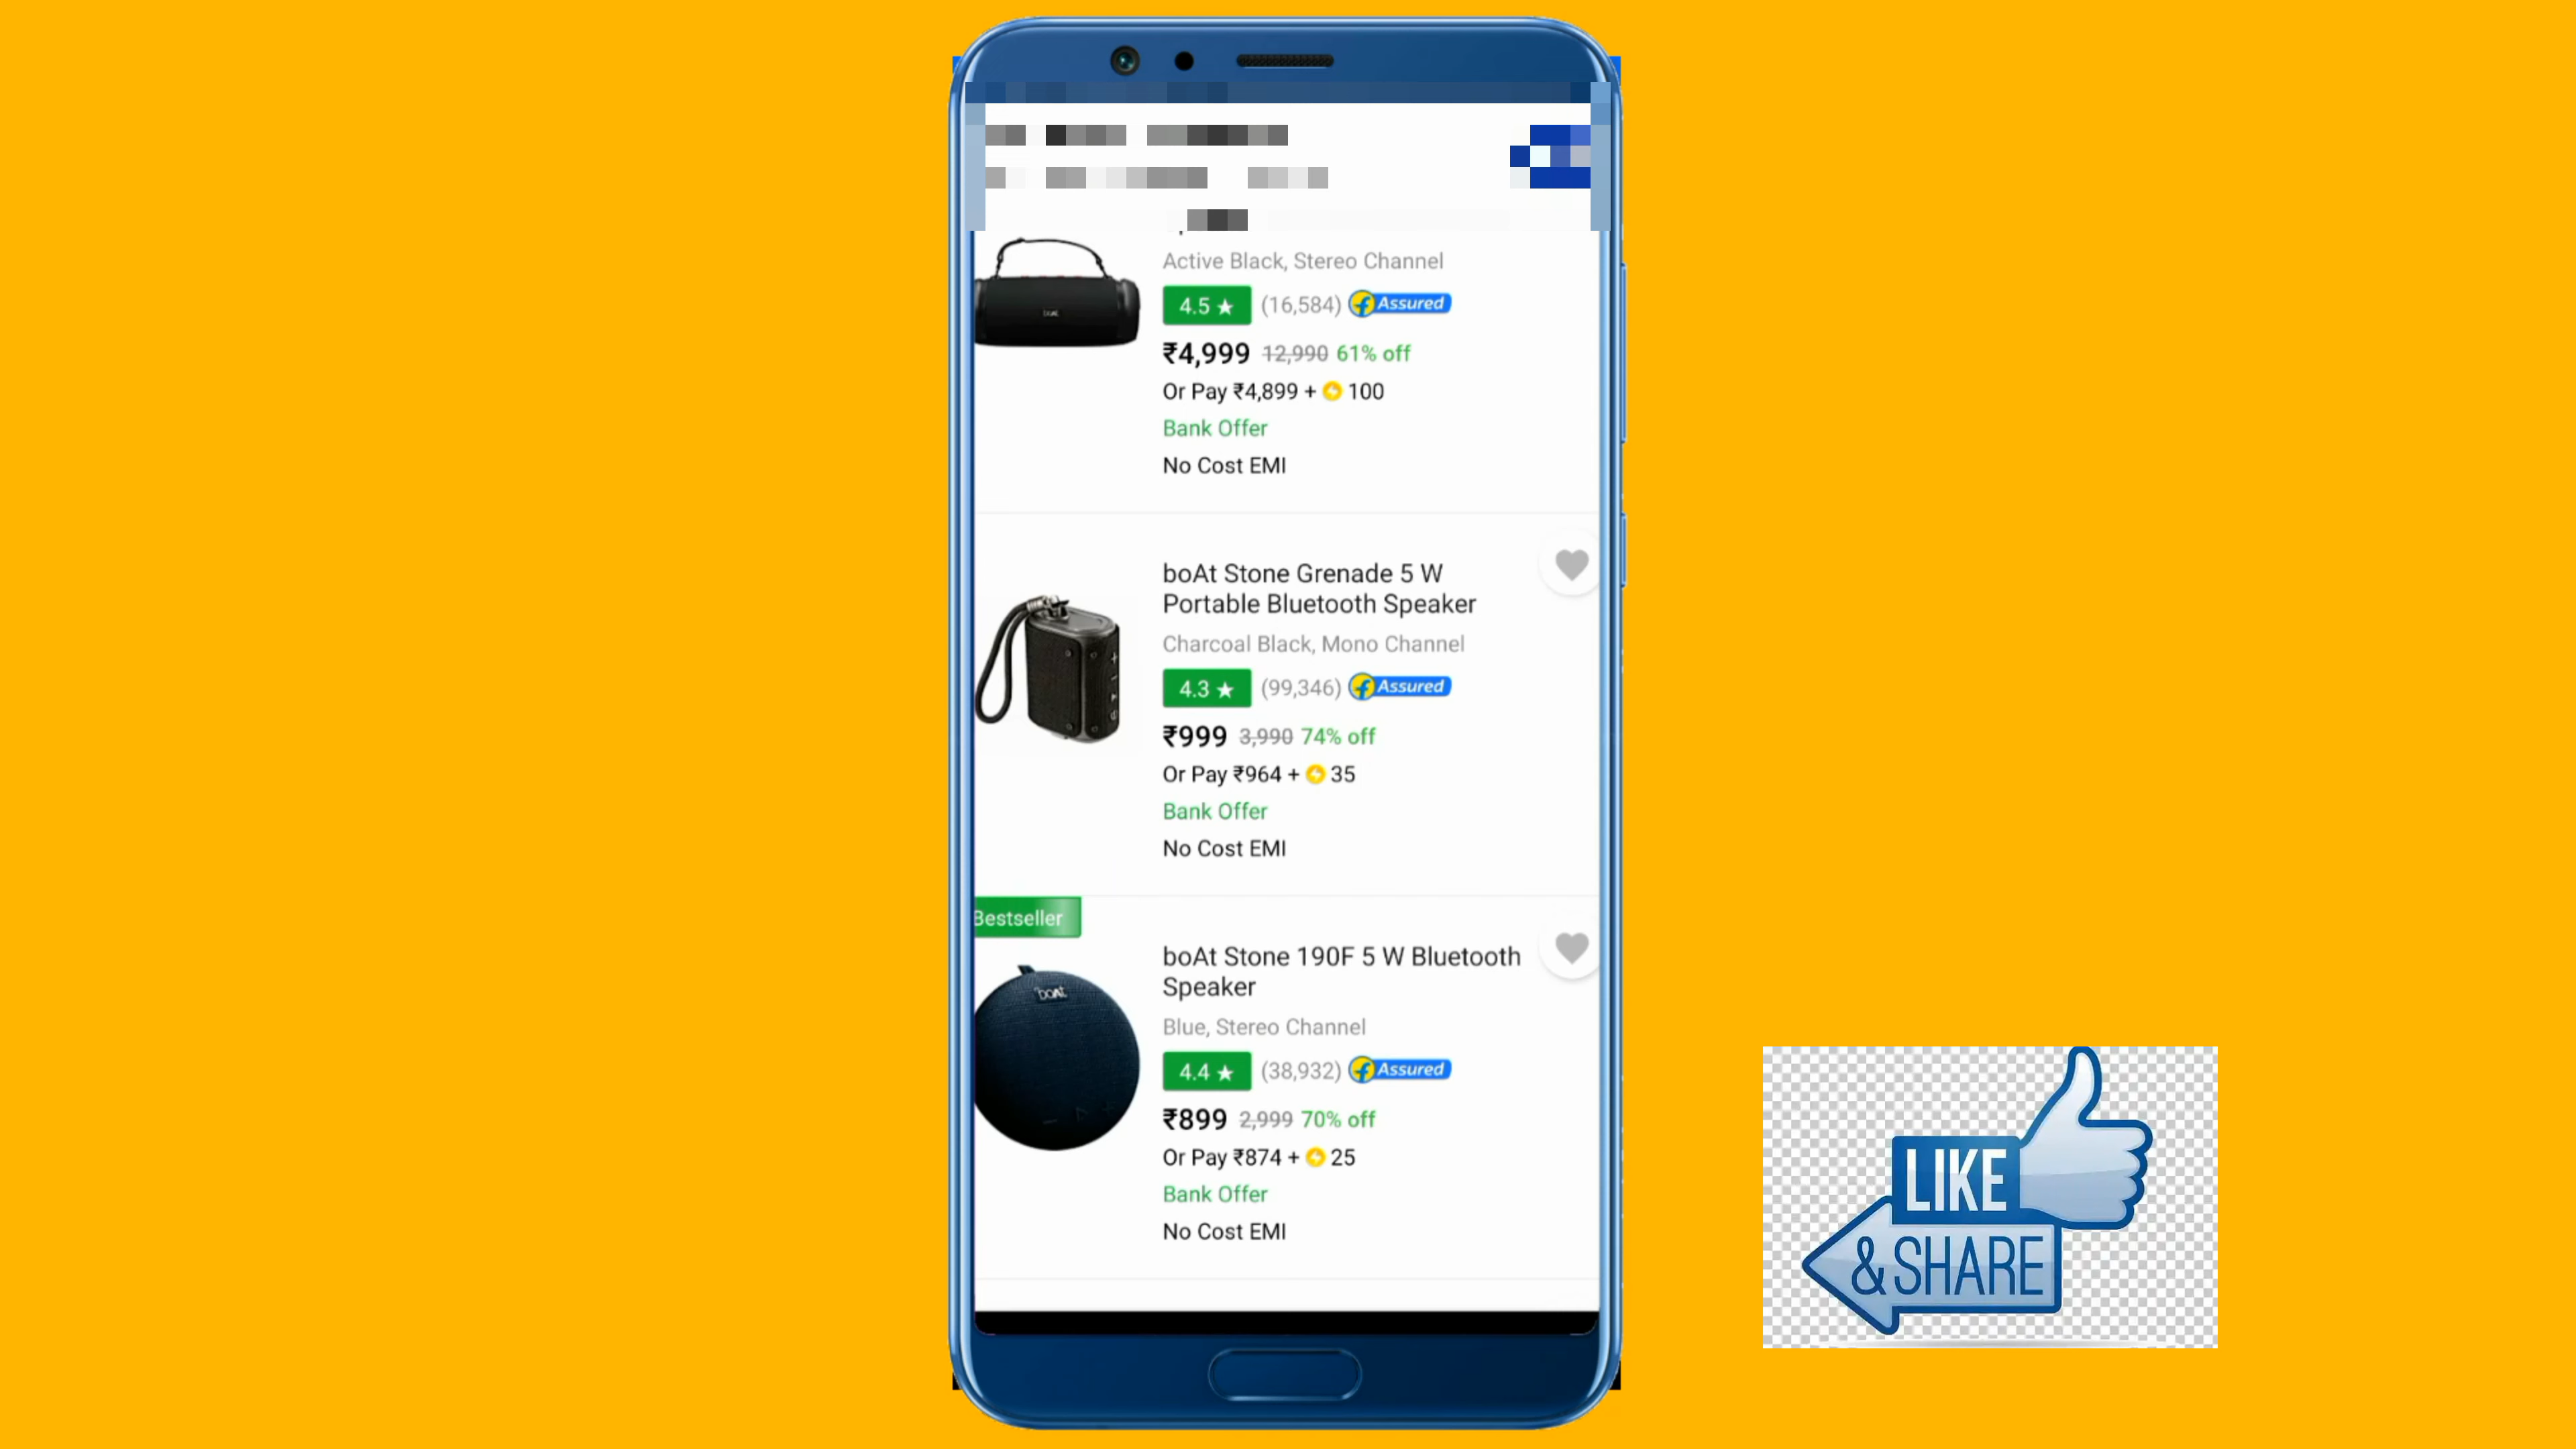 Active Black, Stereo Channel
4.5 ★ (16,584) Assured
₹4,999 12,990 61% off
Or Pay ₹4,899 + 100
Bank Offer
No Cost EMI
boAt Stone Grenade 5 W
Portable Bluetooth Speaker
Charcoal Black, Mono Channel
4.3 ★ (99,346) Assured
₹999 3,990 74% off
Or Pay ₹964 + 35
Bank Offer
No Cost EMI
Bestseller
boAt
boAt Stone 190F 5 W Bluetooth
Speaker
Blue, Stereo Channel
4.4 ★ (38,932) Assured
₹899 2,999 70% off
Or Pay ₹874 + 25
Bank Offer
No Cost EMI
LIKE
& SHARE